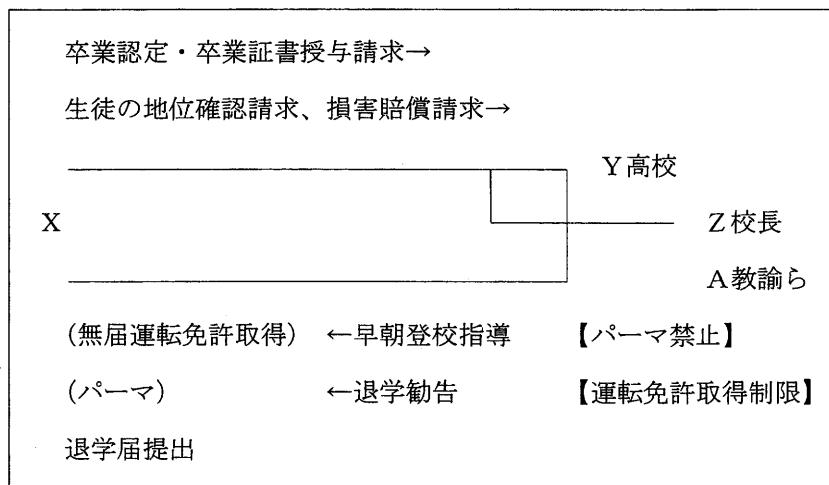 卒業認定・卒業証書授与請求→
生徒の地位確認請求、損害賠償請求→
Y高校
X
Z校長
A教諭ら
(無届運転免許取得) ←早朝登校指導 【パーマ禁止】
(パーマ) ←退学勧告 【運転免許取得制限】
退学届提出